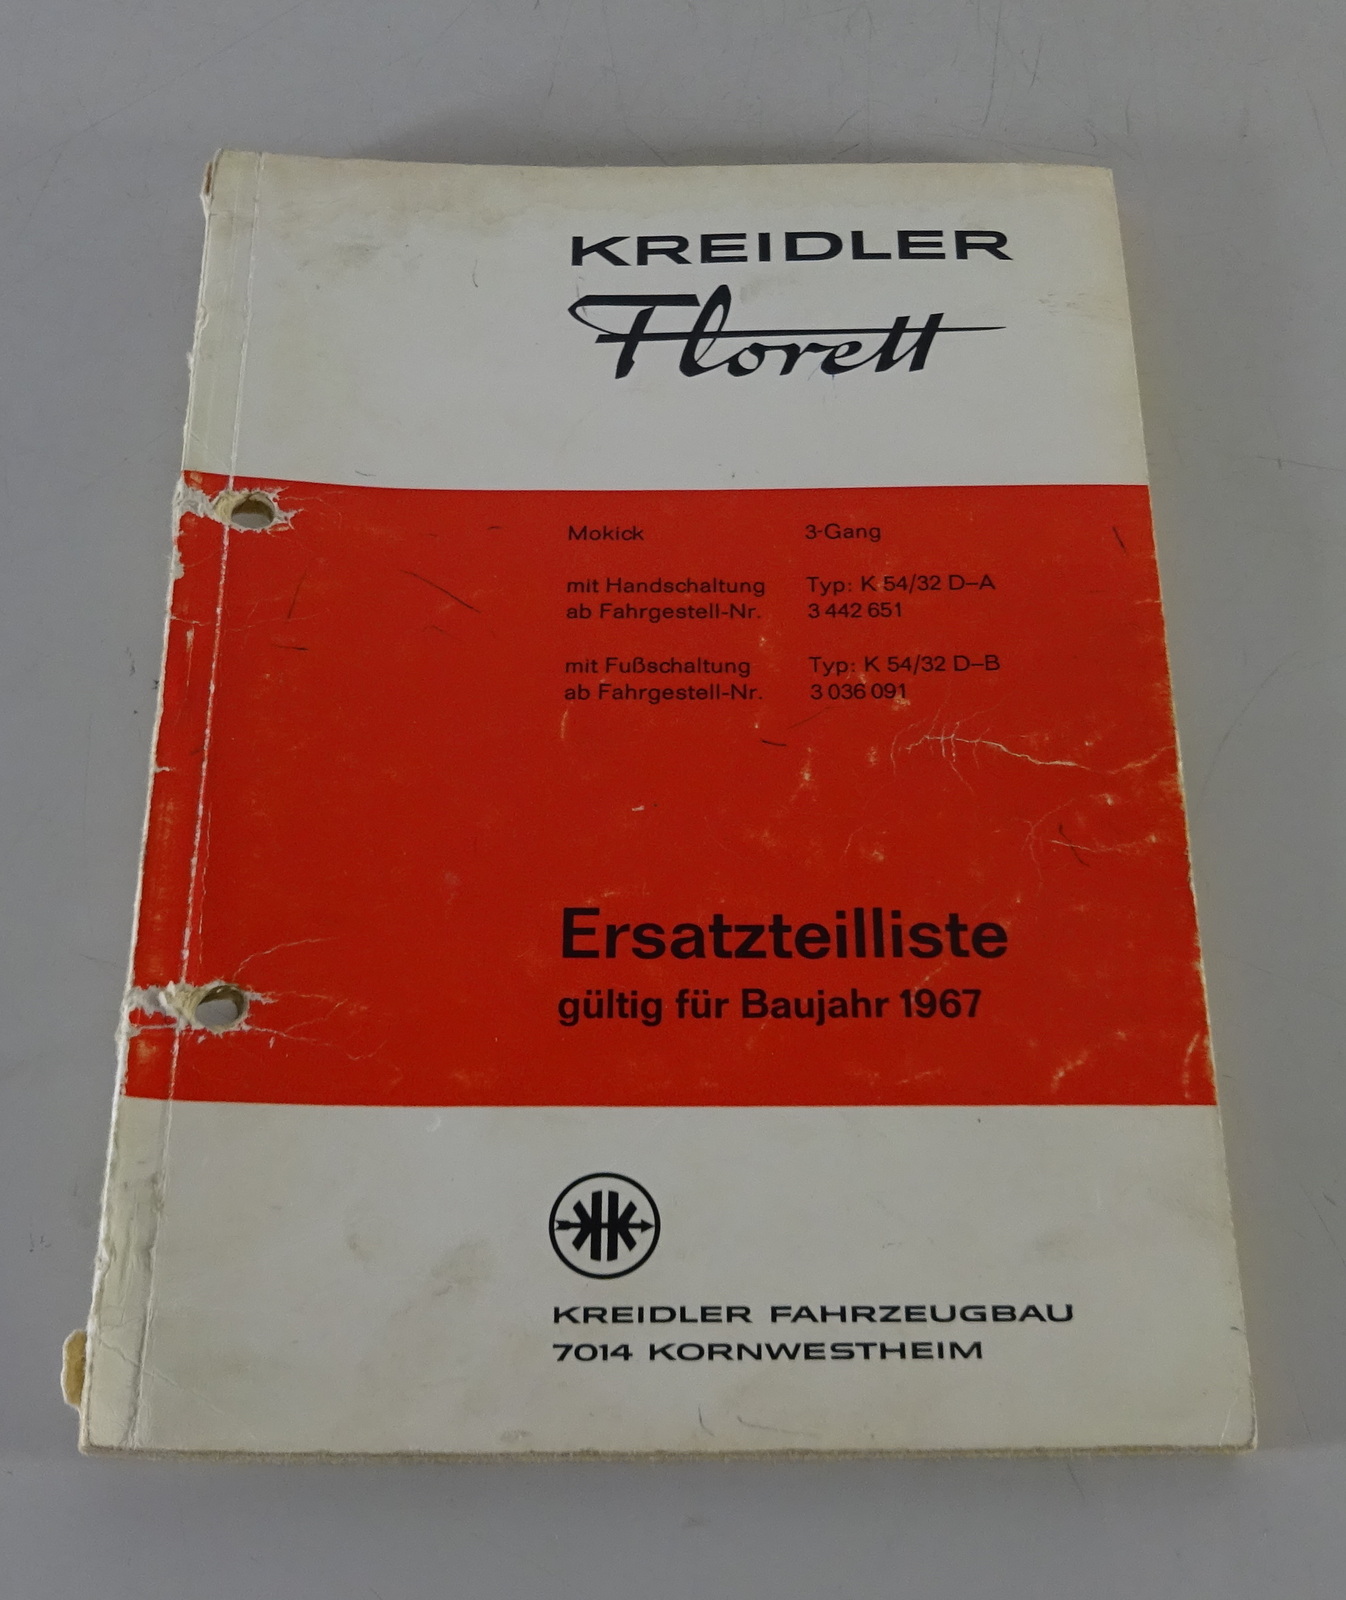 KREIDLER
Florett
Mokick 3-Gang
mit Handschaltung Typ: K 54/32 D–A
ab Fahrgestell-Nr. 3 442 651
mit Fußschaltung Typ: K 54/32 D–B
ab Fahrgestell-Nr. 3 036 091
Ersatzteilliste
gültig für Baujahr 1967
KK
KREIDLER FAHRZEUGBAU
7014 KORNWESTHEIM